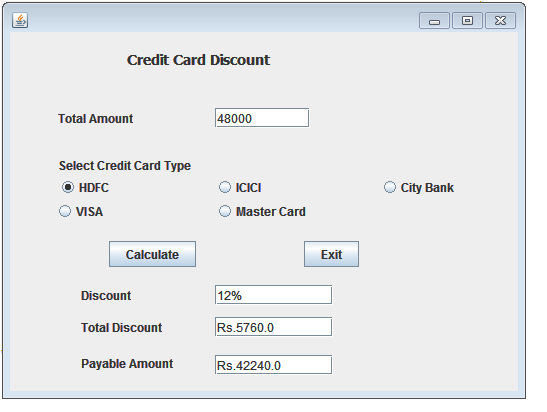 Credit Card Discount
Total Amount 48000
Select Credit Card Type
HDFC ICICI City Bank
VISA Master Card
Calculate Exit
Discount 12%
Total Discount Rs.5760.0
Payable Amount Rs.42240.0